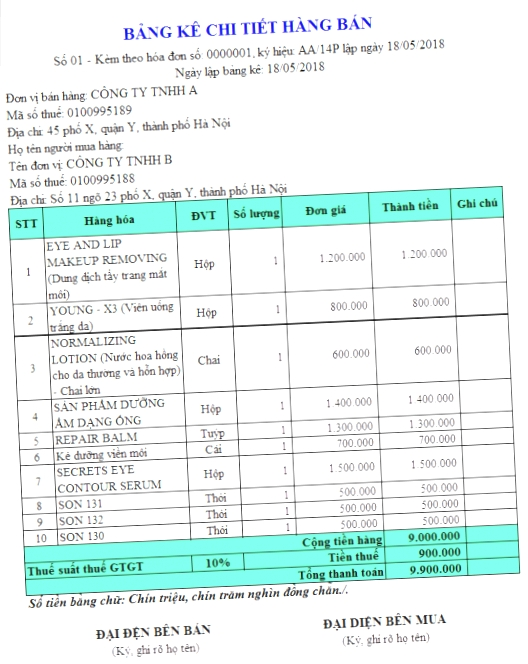 BẢNG KÊ CHI TIẾT HÀNG BÁN
Số 01 - Kèm theo hóa đơn số: 0000001, ký hiệu: AA/14P lập ngày 18/05/2018
Ngày lập bảng kê: 18/05/2018
Đơn vị bán hàng: CÔNG TY TNHH A
Mã số thuế: 0100995189
Địa chỉ: 45 phố X, quận Y, thành phố Hà Nội
Họ tên người mua hàng:
Tên đơn vị: CÔNG TY TNHH B
Mã số thuế: 0100995188
Địa chỉ: Số 11 ngõ 23 phố X, quận Y, thành phố Hà Nội
STT Hàng hóa ĐVT Số lượng Đơn giá Thành tiền Ghi chú
1 EYE AND LIP MAKEUP REMOVING (Dung dịch tẩy trang mắt môi) Hộp 1 1.200.000 1.200.000
2 YOUNG - X3 (Viên uống trắng da) Hộp 1 800.000 800.000
3 NORMALIZING LOTION (Nước hoa hồng cho da thường và hỗn hợp) - Chai lớn Chai 1 600.000 600.000
4 SẢN PHẨM DƯỠNG ẨM DẠNG ỐNG Hộp 1 1.400.000 1.400.000
5 REPAIR BALM Tuýp 1 1.300.000 1.300.000
6 Kẻ dưỡng viền môi Cái 1 700.000 700.000
7 SECRETS EYE CONTOUR SERUM Hộp 1 1.500.000 1.500.000
8 SON 131 Thỏi 1 500.000 500.000
9 SON 132 Thỏi 1 500.000 500.000
10 SON 130 Thỏi 1 500.000 500.000
Cộng tiền hàng 9.000.000
Thuế suất thuế GTGT 10% Tiền thuế 900.000
Tổng thanh toán 9.900.000
Số tiền bằng chữ: Chín triệu, chín trăm nghìn đồng chẵn./.
ĐẠI ĐỆN BÊN BÁN ĐẠI DIỆN BÊN MUA
(Ký, ghi rõ họ tên) (Ký, ghi rõ họ tên)